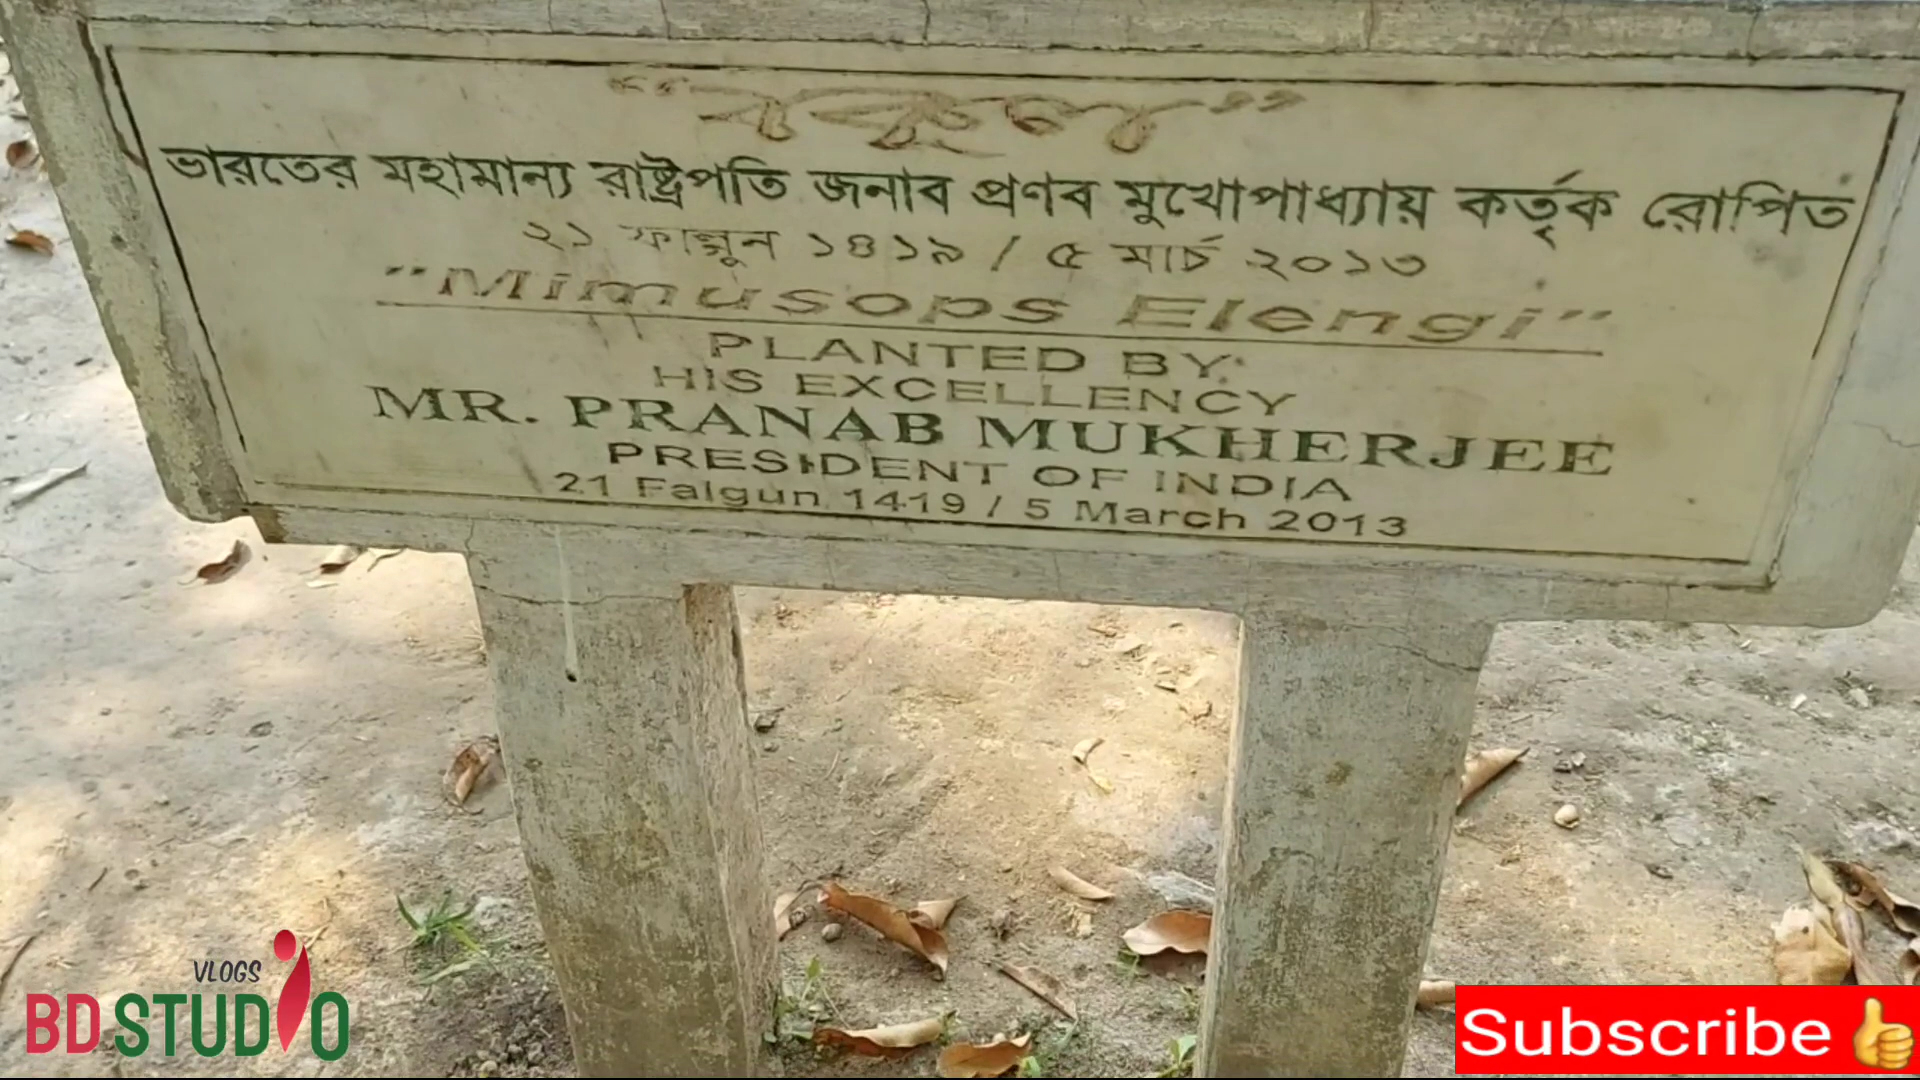 “বকুল”
ভারতের মহামান্য রাষ্ট্রপতি জনাব প্রণব মুখোপাধ্যায় কর্তৃক রোপিত
২১ ফাল্গুন ১৪১৯ / ৫ মার্চ ২০১৩
"Mimusops Elengi"
PLANTED BY:
HIS EXCELLENCY
MR. PRANAB MUKHERJEE
PRESIDENT OF INDIA
21 Falgun 1419 / 5 March 2013
VLOGS
BD STUDIO
Subscribe